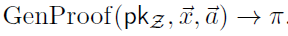 GenProof(pk_𝒵, x⃗, a⃗) → π.